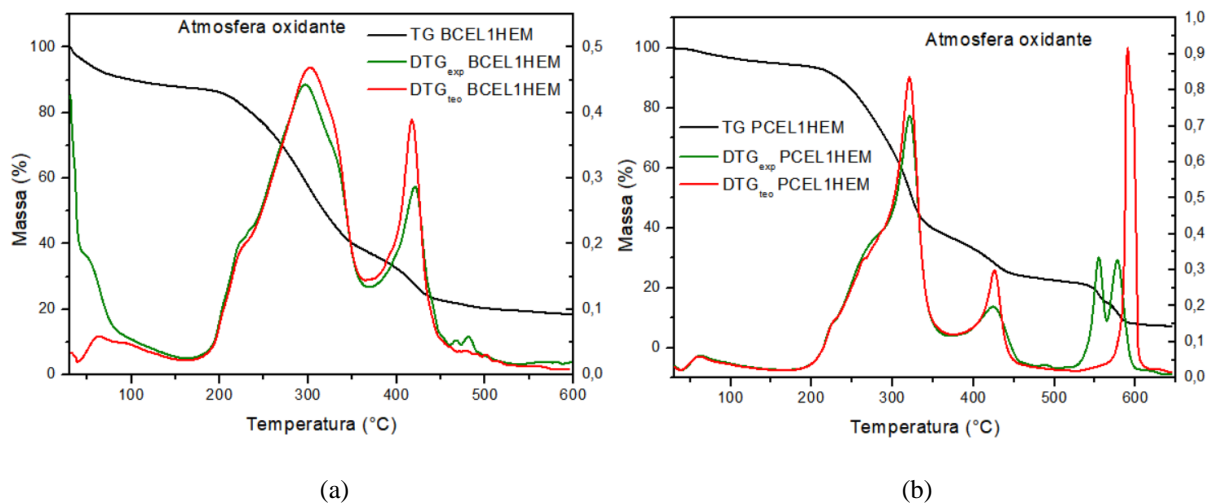 Atmosfera oxidante
TG BCEL1HEM
DTGexp BCEL1HEM
DTGteo BCEL1HEM
100
80
60
40
20
0
Massa (%)
0,5
0,4
0,3
0,2
0,1
0,0
100 200 300 400 500 600
Temperatura (°C)
(a)
Atmosfera oxidante
TG PCEL1HEM
DTGexp PCEL1HEM
DTGteo PCEL1HEM
100
80
60
40
20
0
Massa (%)
1,0
0,9
0,8
0,7
0,6
0,5
0,4
0,3
0,2
0,1
0,0
100 200 300 400 500 600
Temperatura (°C)
(b)